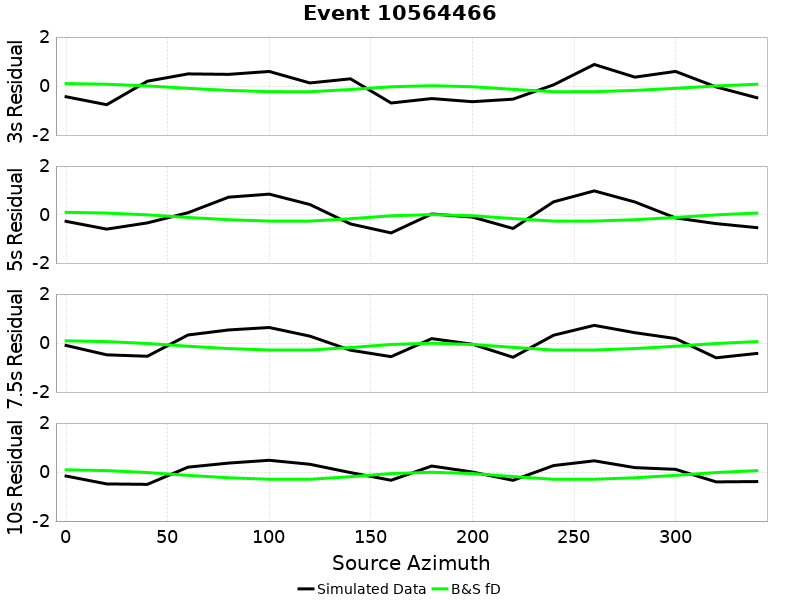 Event 10564466
3s Residual
2
0
-2
5s Residual
2
0
-2
7.5s Residual
2
0
-2
10s Residual
2
0
-2
0 50 100 150 200 250 300
Source Azimuth
Simulated Data B&S fD